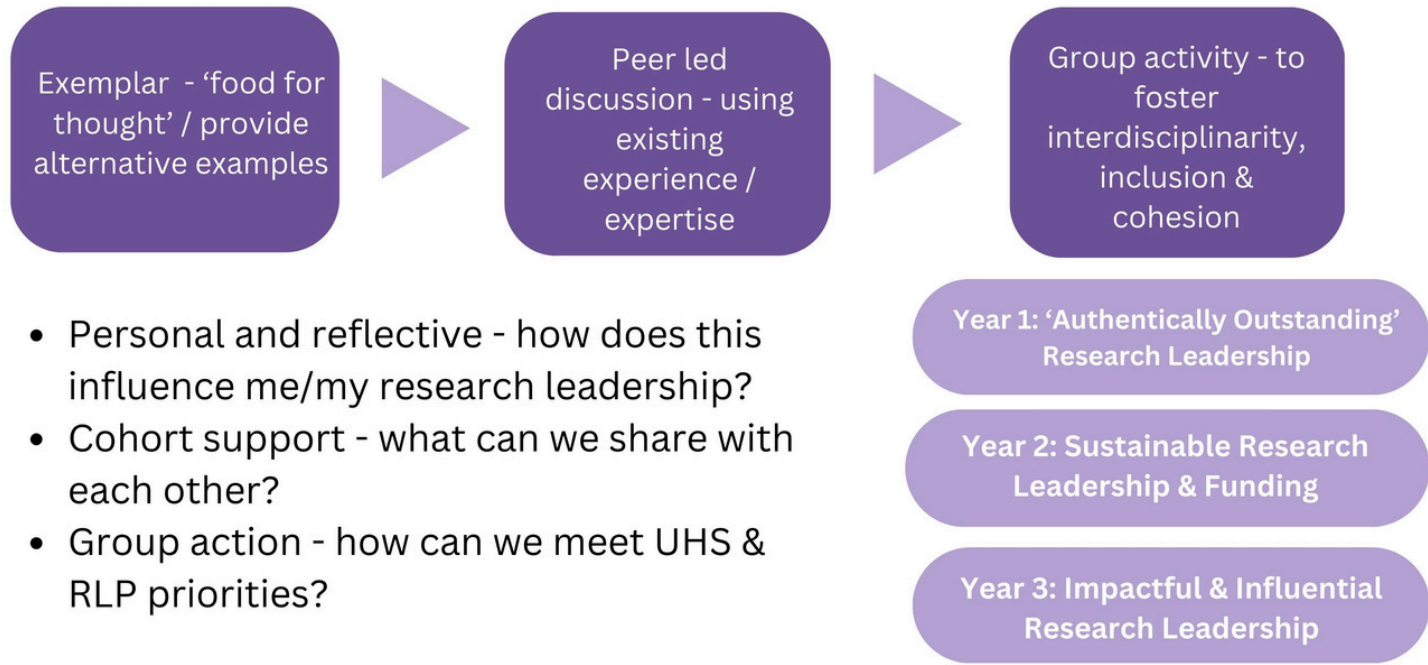 Exemplar - ‘food for
thought’ / provide
alternative examples
Peer led
discussion - using
existing
experience /
expertise
Group activity - to
foster
interdisciplinarity,
inclusion &
cohesion
• Personal and reflective - how does this
influence me/my research leadership?
• Cohort support - what can we share with
each other?
• Group action - how can we meet UHS &
RLP priorities?
Year 1: ‘Authentically Outstanding’
Research Leadership
Year 2: Sustainable Research
Leadership & Funding
Year 3: Impactful & Influential
Research Leadership